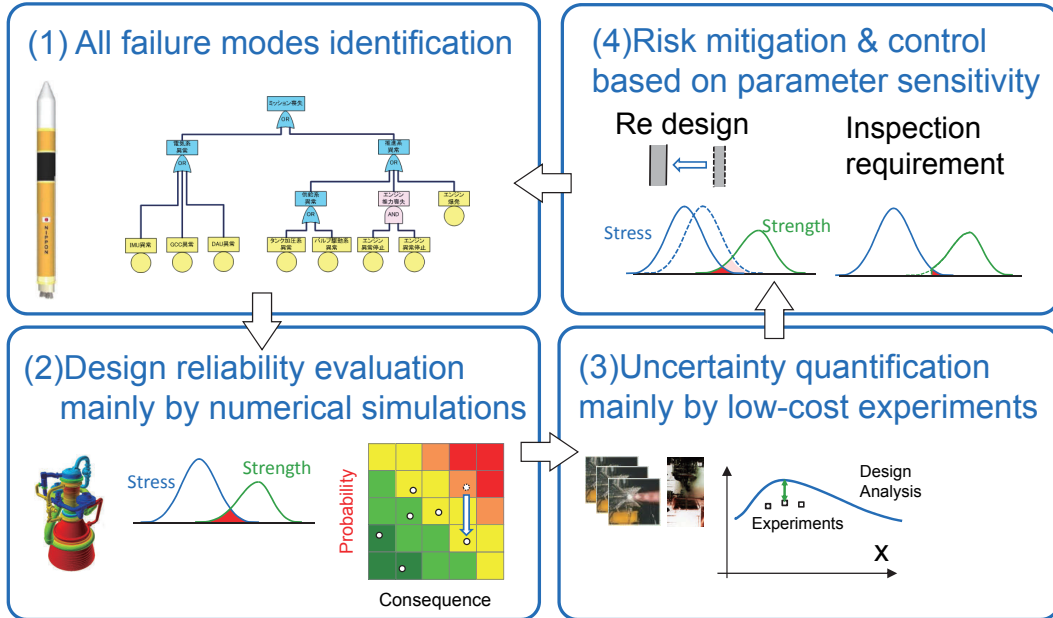 (1) All failure modes identification
ミッション喪失
OR
電気系
異常
推進系
異常
OR
OR
供給系
異常
エンジン
推力喪失
エンジン
爆発
OR
AND
IMU異常
GCC異常
DAU異常
タンク加圧系
異常
バルブ駆動系
異常
エンジン
異常停止
エンジン
異常停止
NIPPON
(4)Risk mitigation & control
based on parameter sensitivity
Re design
Inspection
requirement
Stress
Strength
(2)Design reliability evaluation
mainly by numerical simulations
Stress
Strength
Probability
Consequence
(3)Uncertainty quantification
mainly by low-cost experiments
Design
Analysis
Experiments
X